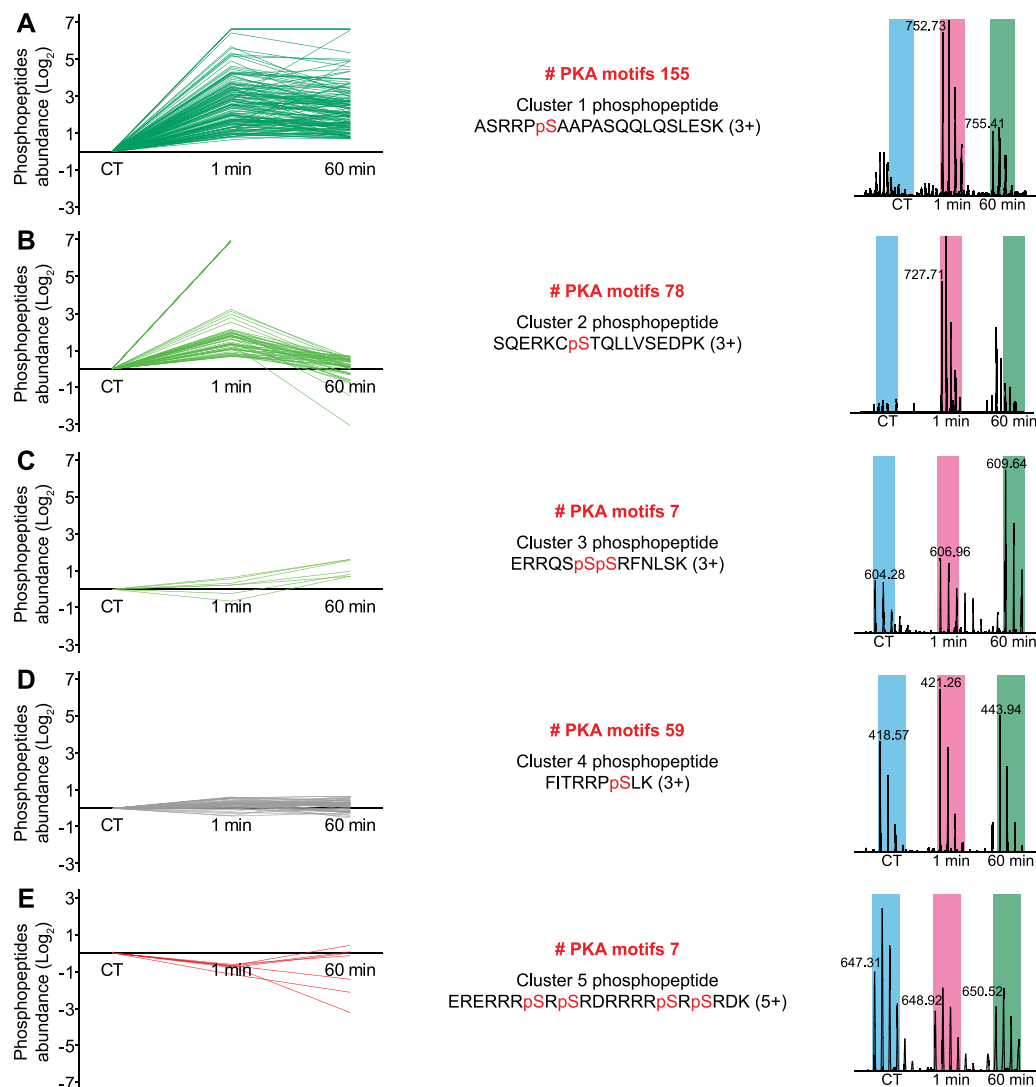 A
Phosphopeptides
abundance (Log2)
7
5
3
1
-1
-3
CT
1 min
60 min
# PKA motifs 155
Cluster 1 phosphopeptide
ASRRPpSAAPASQQLQSLESK (3+)
752.73
755.41
CT
1 min
60 min
B
Phosphopeptides
abundance (Log2)
7
5
3
1
-1
-3
CT
1 min
60 min
# PKA motifs 78
Cluster 2 phosphopeptide
SQERKCpSTQLLVSEDPK (3+)
727.71
CT
1 min
60 min
C
Phosphopeptides
abundance (Log2)
7
5
3
1
-1
-3
CT
1 min
60 min
# PKA motifs 7
Cluster 3 phosphopeptide
ERRQSpSpSRFNLSK (3+)
604.28
606.96
609.64
CT
1 min
60 min
D
Phosphopeptides
abundance (Log2)
7
5
3
1
-1
-3
CT
1 min
60 min
# PKA motifs 59
Cluster 4 phosphopeptide
FITRRPpSLK (3+)
418.57
421.26
443.94
CT
1 min
60 min
E
Phosphopeptides
abundance (Log2)
3
1
-1
-3
-5
-7
CT
1 min
60 min
# PKA motifs 7
Cluster 5 phosphopeptide
ERERRRpSRpSRDRRRRpSRpSRDK (5+)
647.31
648.92
650.52
CT
1 min
60 min